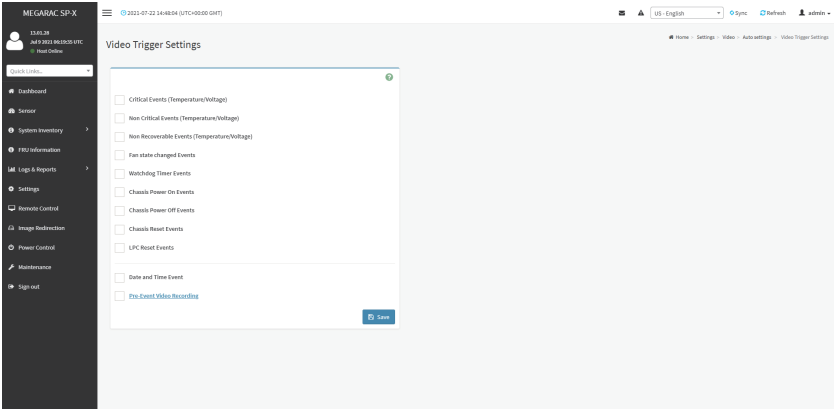 MEGARAC SP-X
2021-07-22 14:48:04 (UTC+00:00 GMT)
US - English
Sync
Refresh
admin
13.01.28
Jul 9 2021 06:19:35 UTC
Host Online
Quick Links...
Dashboard
Sensor
System Inventory
FRU Information
Logs & Reports
Settings
Remote Control
Image Redirection
Power Control
Maintenance
Sign out
Video Trigger Settings
Home > Settings > Video > Auto settings > Video Trigger Settings
Critical Events (Temperature/Voltage)
Non Critical Events (Temperature/Voltage)
Non Recoverable Events (Temperature/Voltage)
Fan state changed Events
Watchdog Timer Events
Chassis Power On Events
Chassis Power Off Events
Chassis Reset Events
LPC Reset Events
Date and Time Event
Pre-Event Video Recording
Save